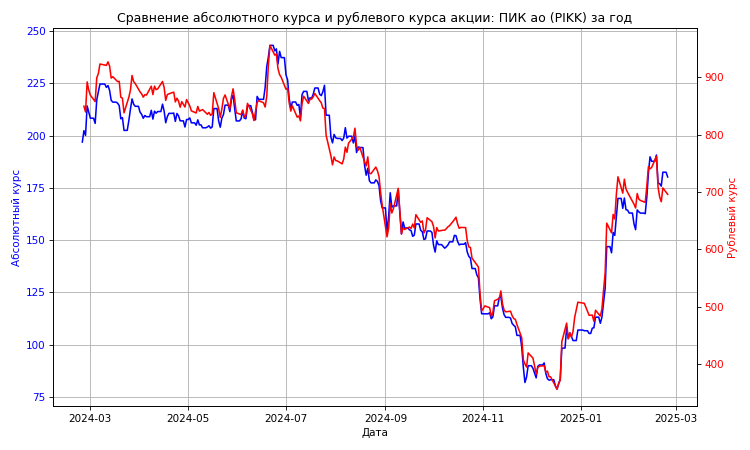 Сравнение абсолютного курса и рублевого курса акции: ПИК ао (PIKK) за год
Абсолютный курс
250
225
200
175
150
125
100
75
Рублевый курс
900
800
700
600
500
400
2024-03 2024-05 2024-07 2024-09 2024-11 2025-01 2025-03
Дата